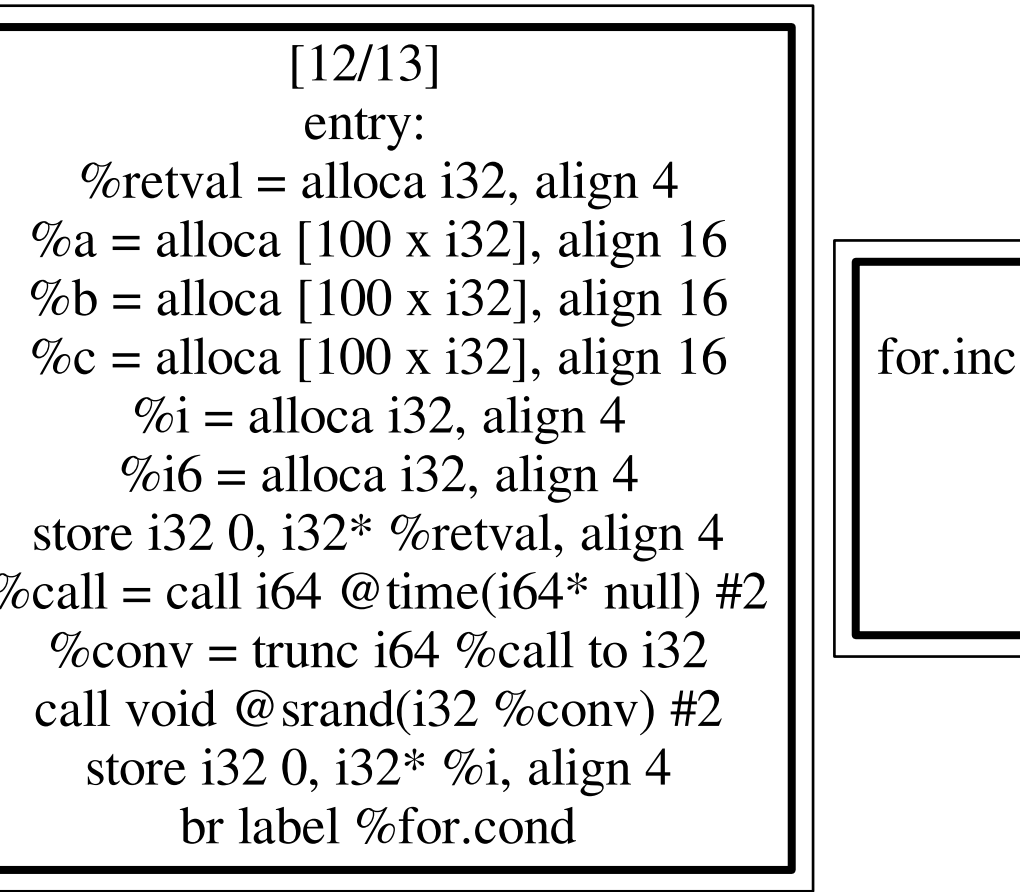 [12/13]
entry:
%retval = alloca i32, align 4
%a = alloca [100 x i32], align 16
%b = alloca [100 x i32], align 16
%c = alloca [100 x i32], align 16
%i = alloca i32, align 4
%i6 = alloca i32, align 4
store i32 0, i32* %retval, align 4
%call = call i64 @time(i64* null) #2
%conv = trunc i64 %call to i32
call void @srand(i32 %conv) #2
store i32 0, i32* %i, align 4
br label %for.cond
for.inc